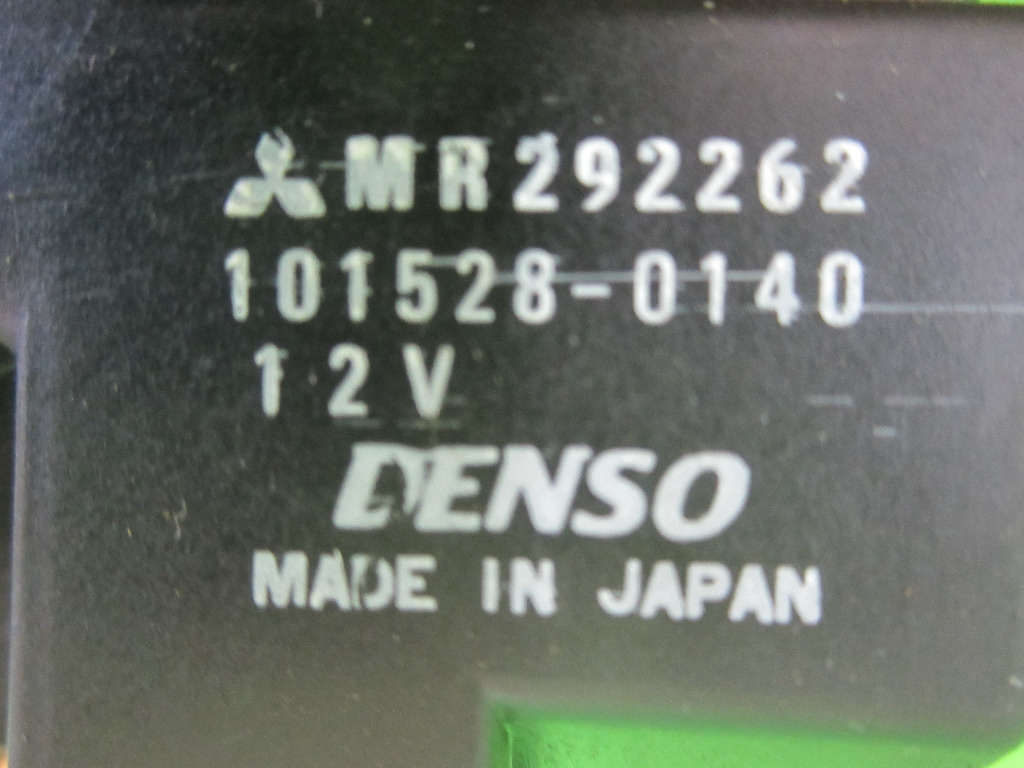 MR292262
101528-0140
12V
DENSO
MADE IN JAPAN